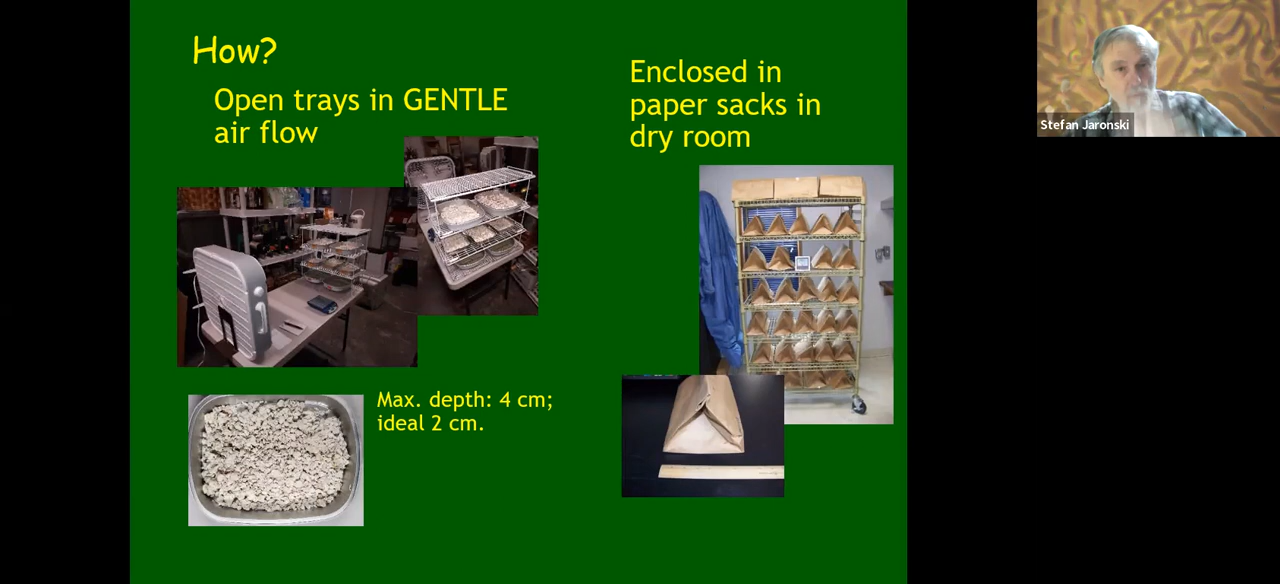 How?
Open trays in GENTLE
air flow
Enclosed in
paper sacks in
dry room
Max. depth: 4 cm;
ideal 2 cm.
Stefan Jaronski